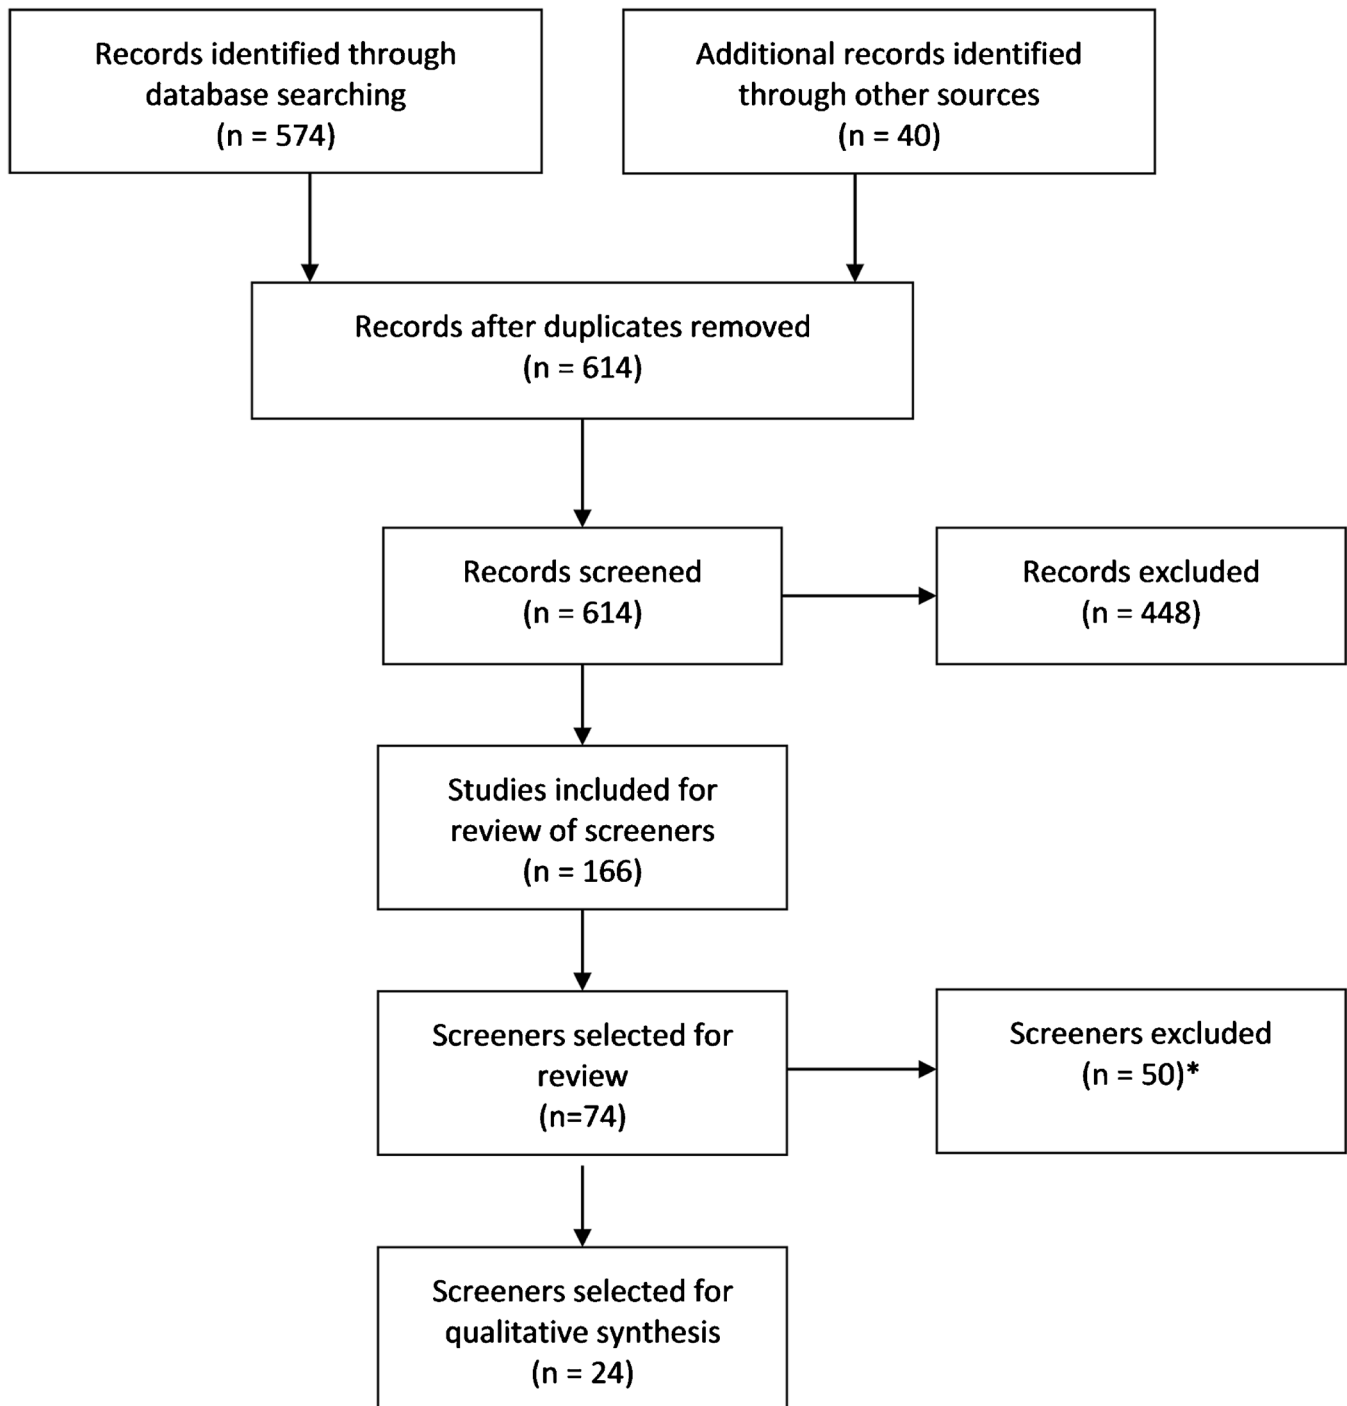 Records identified through
database searching
(n = 574)
Additional records identified
through other sources
(n = 40)
Records after duplicates removed
(n = 614)
Records screened
(n = 614)
Records excluded
(n = 448)
Studies included for
review of screeners
(n = 166)
Screeners selected for
review
(n=74)
Screeners excluded
(n = 50)*
Screeners selected for
qualitative synthesis
(n = 24)